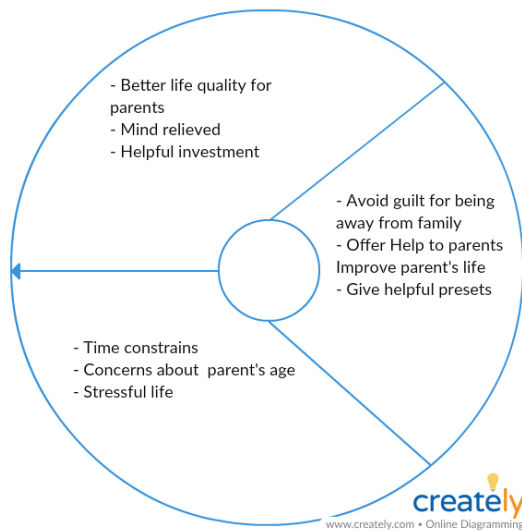 - Better life quality for
parents
- Mind relieved
- Helpful investment
- Avoid guilt for being
away from family
- Offer Help to parents
Improve parent's life
- Give helpful presets
- Time constrains
- Concerns about  parent's age
- Stressful life
creately
www.creately.com • Online Diagramming